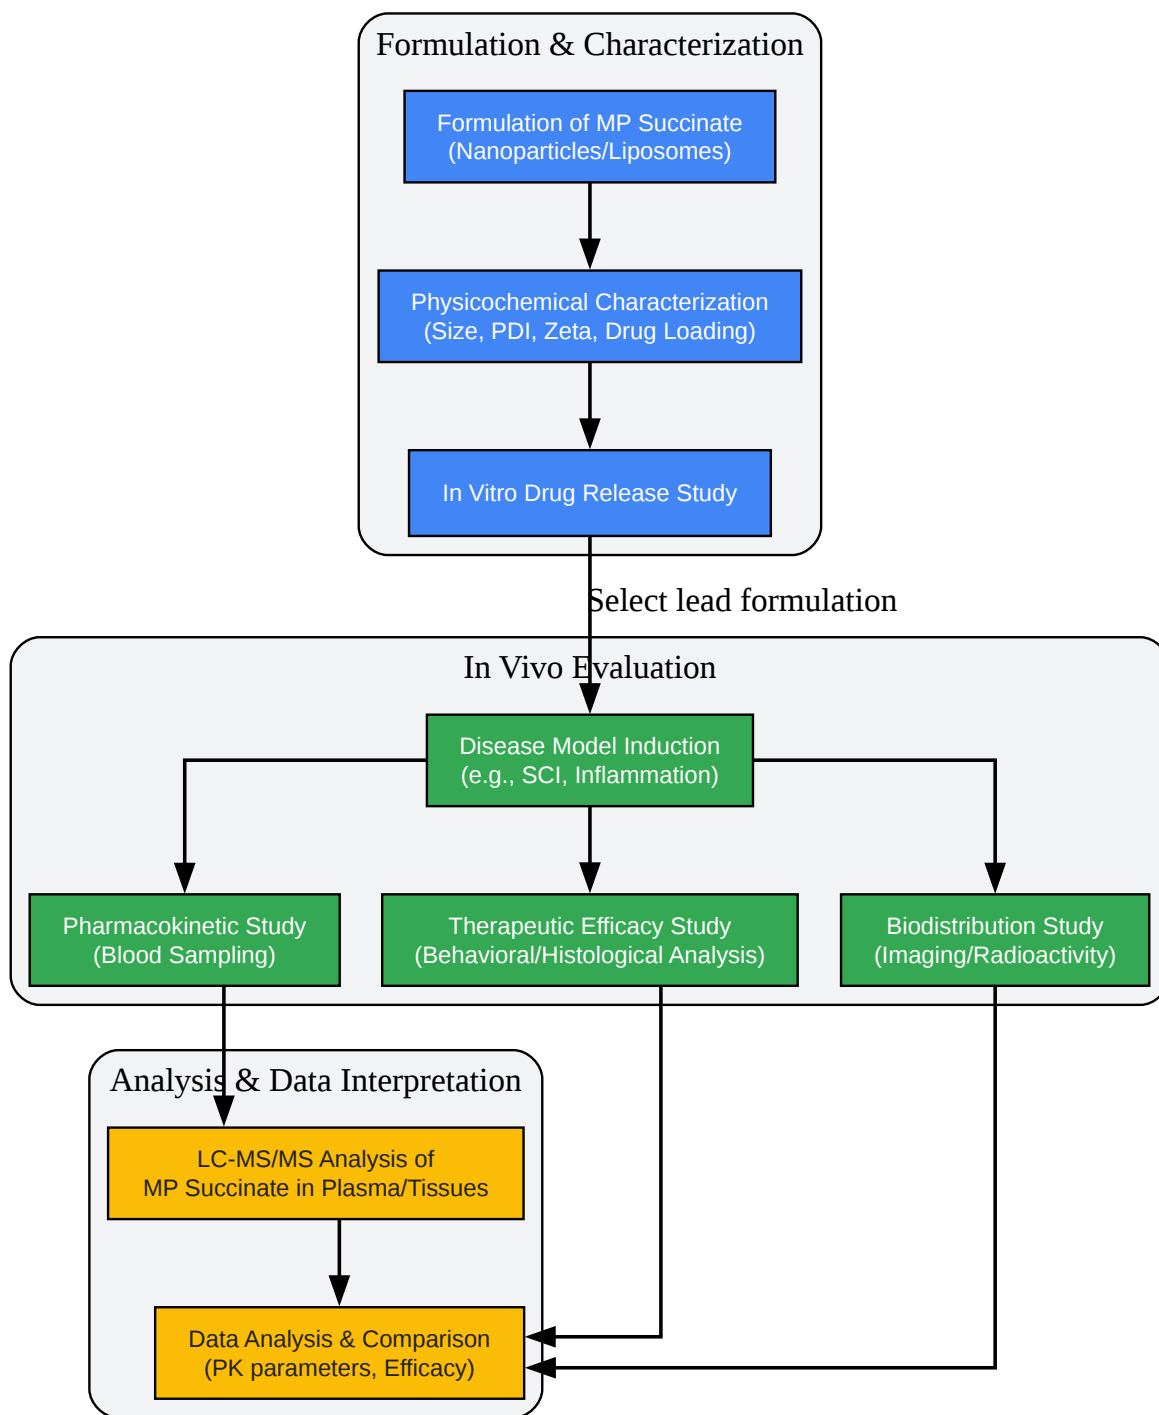 Formulation & Characterization
Formulation of MP Succinate
(Nanoparticles/Liposomes)
Physicochemical Characterization
(Size, PDI, Zeta, Drug Loading)
In Vitro Drug Release Study
Select lead formulation
In Vivo Evaluation
Disease Model Induction
(e.g., SCI, Inflammation)
Pharmacokinetic Study
(Blood Sampling)
Therapeutic Efficacy Study
(Behavioral/Histological Analysis)
Biodistribution Study
(Imaging/Radioactivity)
Analysis & Data Interpretation
LC-MS/MS Analysis of
MP Succinate in Plasma/Tissues
Data Analysis & Comparison
(PK parameters, Efficacy)